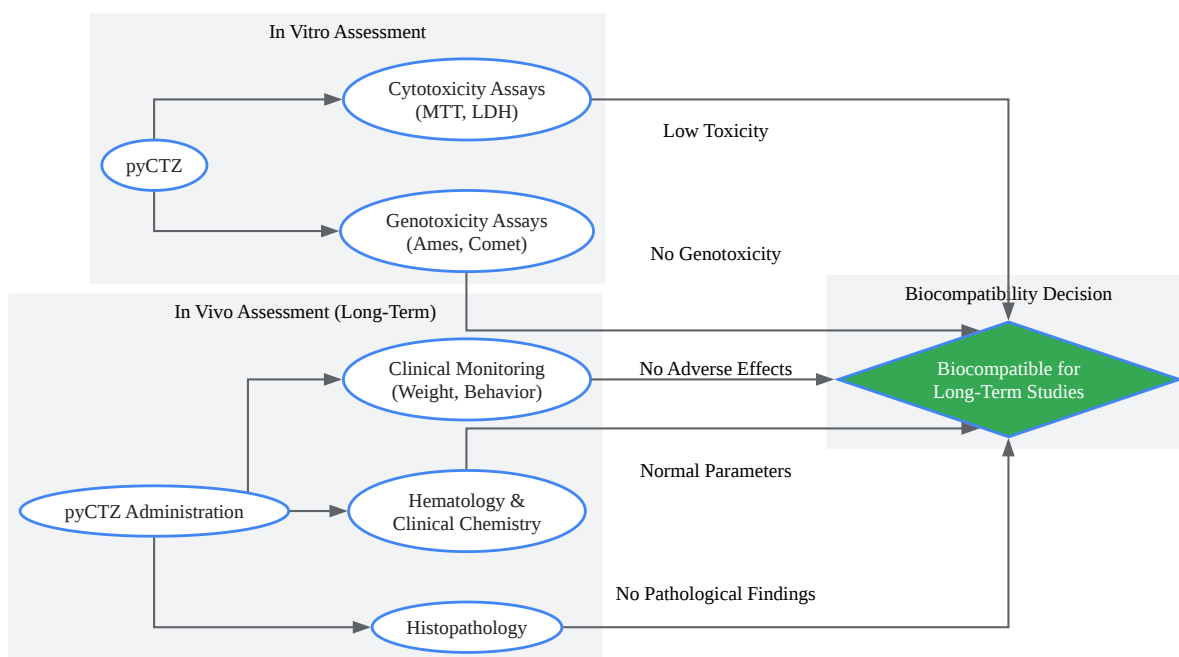 In Vitro Assessment
Cytotoxicity Assays
(MTT, LDH)
Low Toxicity
pyCTZ
Genotoxicity Assays
(Ames, Comet)
No Genotoxicity
Biocompatibility Decision
In Vivo Assessment (Long-Term)
Clinical Monitoring
(Weight, Behavior)
No Adverse Effects
Biocompatible for
Long-Term Studies
Normal Parameters
pyCTZ Administration
Hematology &
Clinical Chemistry
No Pathological Findings
Histopathology